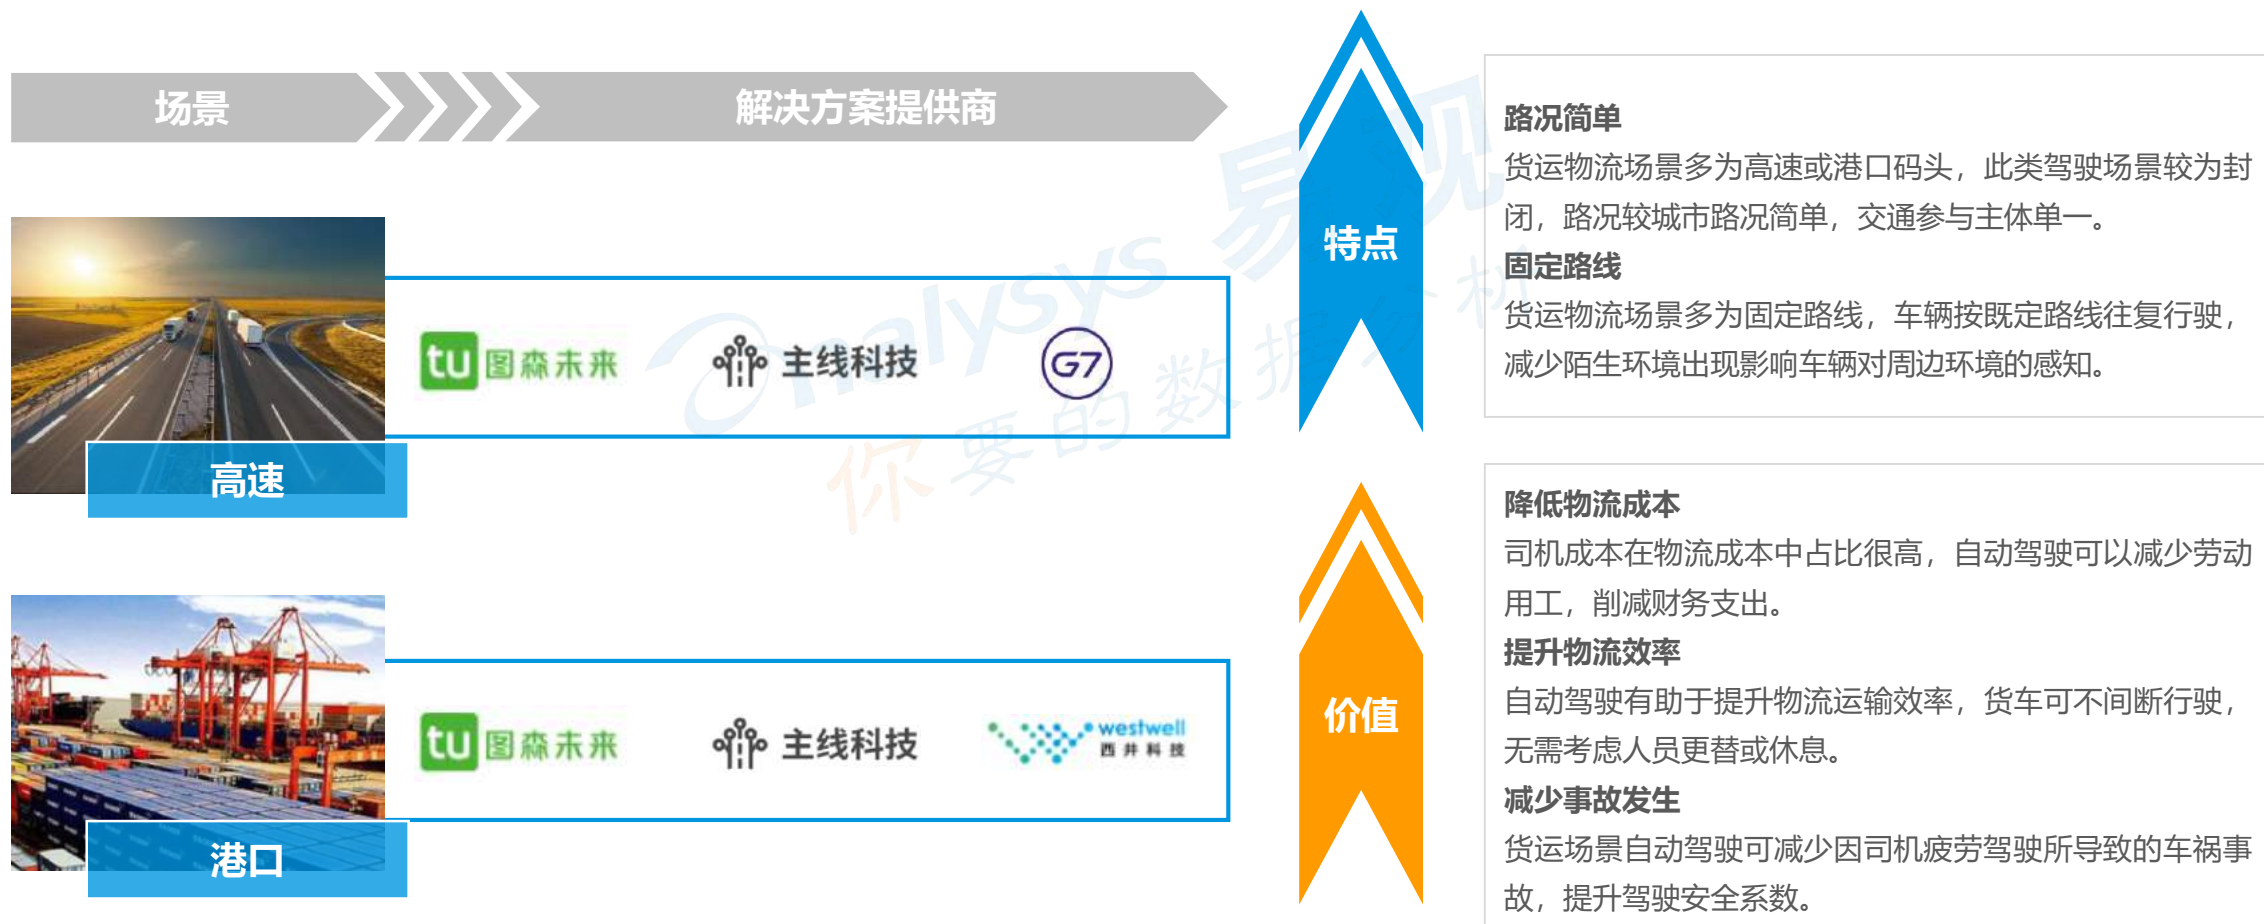 场景
解决方案提供商
tu 图森未来
主线科技
G7
高速
tu 图森未来
主线科技
westwell
西井科技
港口
特点
路况简单
货运物流场景多为高速或港口码头，此类驾驶场景较为封
闭，路况较城市路况简单，交通参与主体单一。
固定路线
货运物流场景多为固定路线，车辆按既定路线往复行驶，
减少陌生环境出现影响车辆对周边环境的感知。
价值
降低物流成本
司机成本在物流成本中占比很高，自动驾驶可以减少劳动
用工，削减财务支出。
提升物流效率
自动驾驶有助于提升物流运输效率，货车可不间断行驶，
无需考虑人员更替或休息。
减少事故发生
货运场景自动驾驶可减少因司机疲劳驾驶所导致的车祸事
故，提升驾驶安全系数。
analysys 易观
你要的数据分析